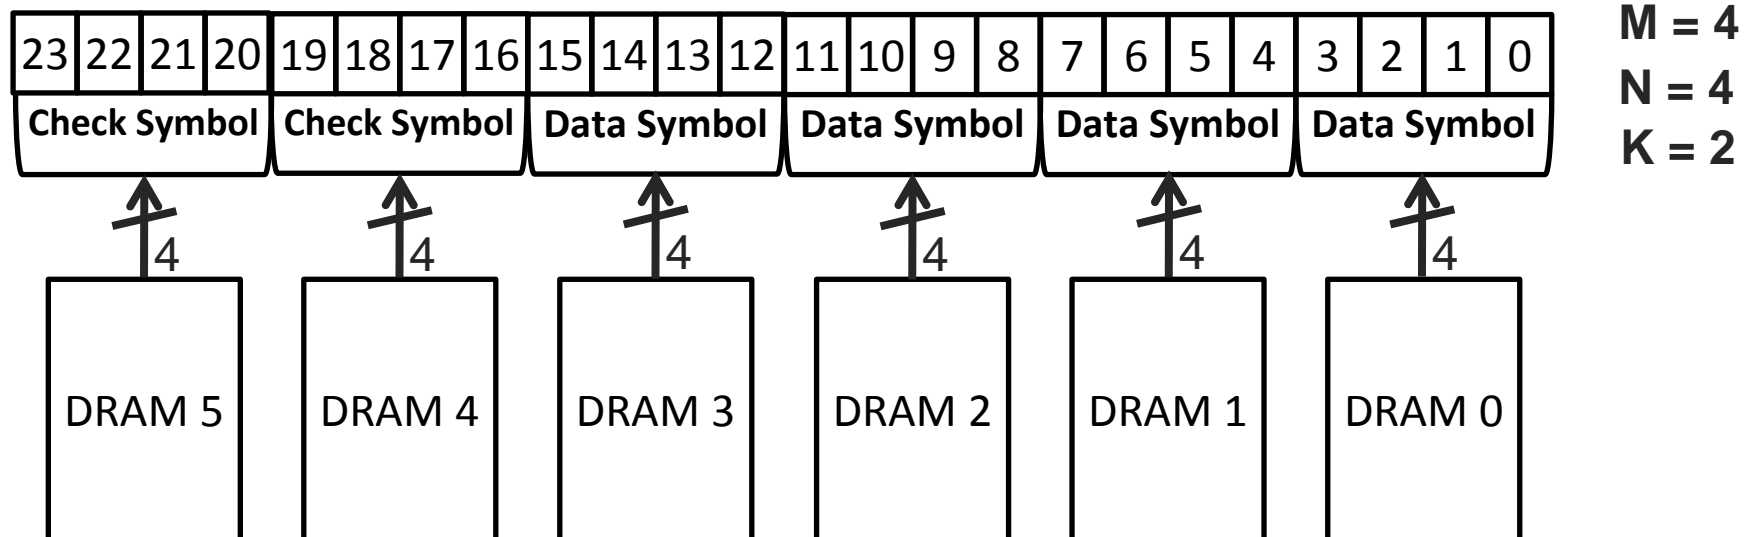 23 22 21 20 19 18 17 16 15 14 13 12 11 10 9 8 7 6 5 4 3 2 1 0
M = 4
N = 4
K = 2
Check Symbol Check Symbol Data Symbol Data Symbol Data Symbol Data Symbol
4 4 4 4 4 4
DRAM 5 DRAM 4 DRAM 3 DRAM 2 DRAM 1 DRAM 0